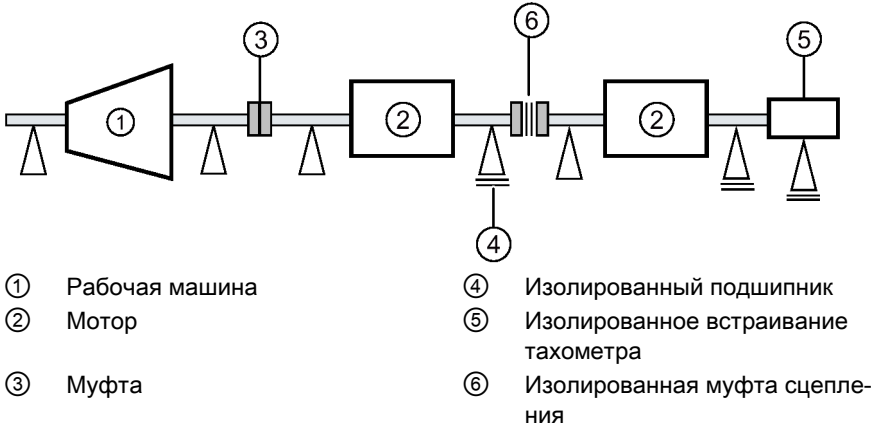 ③
⑥
⑤
①
②
②
④
① Рабочая машина
② Мотор
③ Муфта
④ Изолированный подшипник
⑤ Изолированное встраивание
тахометра
⑥ Изолированная муфта сцепле-
ния